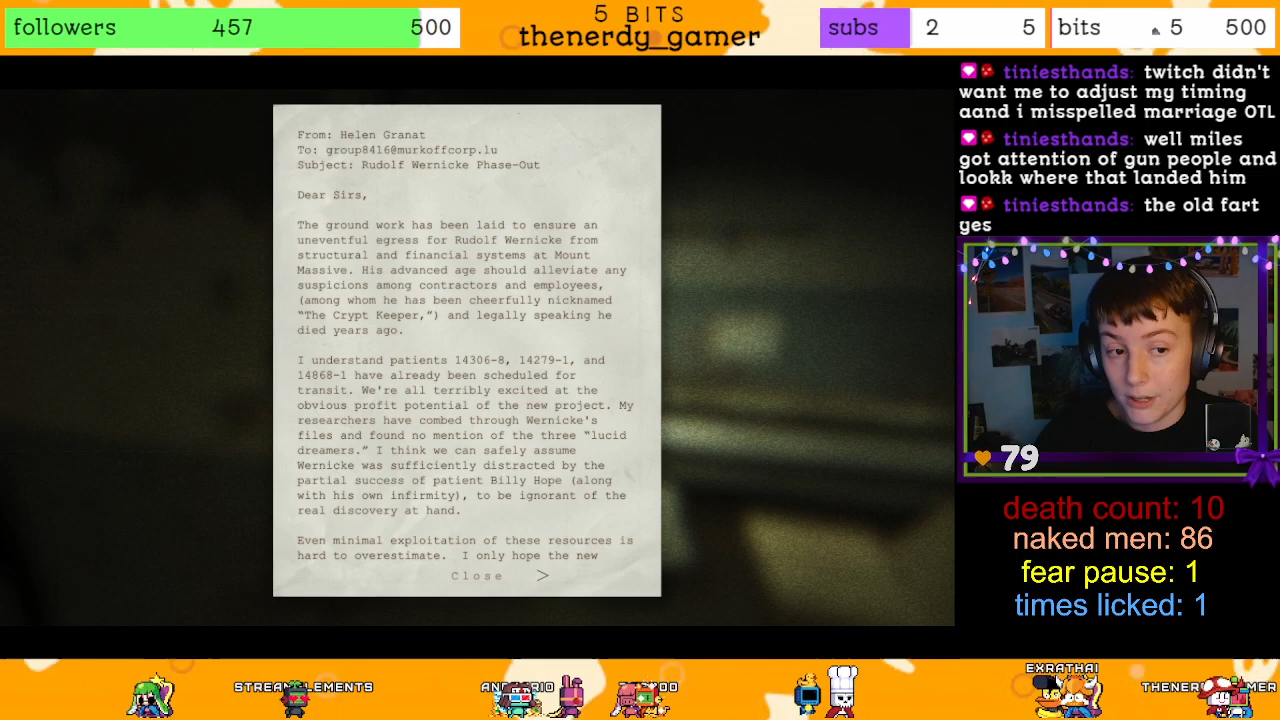 followers 457 500
5 BITS
thenerdy_gamer
subs 2 5
bits 5 500
From: Helen Granat
To: group8416@murkoffcorp.lu
Subject: Rudolf Wernicke Phase-Out
Dear Sirs,
The ground work has been laid to ensure an
uneventful egress for Rudolf Wernicke from
structural and financial systems at Mount
Massive. His advanced age should alleviate any
suspicions among contractors and employees,
(among whom he has been cheerfully nicknamed
"The Crypt Keeper,") and legally speaking he
died years ago.
I understand patients 14306-8, 14279-1, and
14868-1 have already been scheduled for
transit. We're all terribly excited at the
obvious profit potential of the new project. My
researchers have combed through Wernicke's
files and found no mention of the three "lucid
dreamers." I think we can safely assume
Wernicke was sufficiently distracted by the
partial success of patient Billy Hope (along
with his own infirmity), to be ignorant of the
real discovery at hand.
Even minimal exploitation of these resources is
hard to overestimate. I only hope the new
Close >
tiniesthands: twitch didn't
want me to adjust my timing
aand i misspelled marriage OTL
tiniesthands: well miles
got attention of gun people and
lookk where that landed him
tiniesthands: the old fart
yes
79
death count: 10
naked men: 86
fear pause: 1
times licked: 1
EXRATHAI